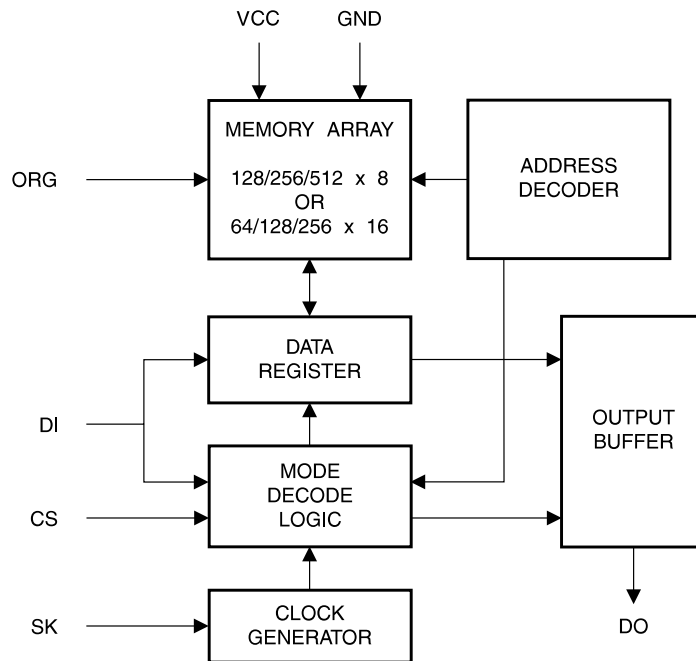 VCC GND
MEMORY ARRAY
128/256/512 x 8
OR
64/128/256 x 16
ADDRESS
DECODER
ORG
DATA
REGISTER
DI
OUTPUT
BUFFER
MODE
DECODE
LOGIC
CS
CLOCK
GENERATOR
SK
DO